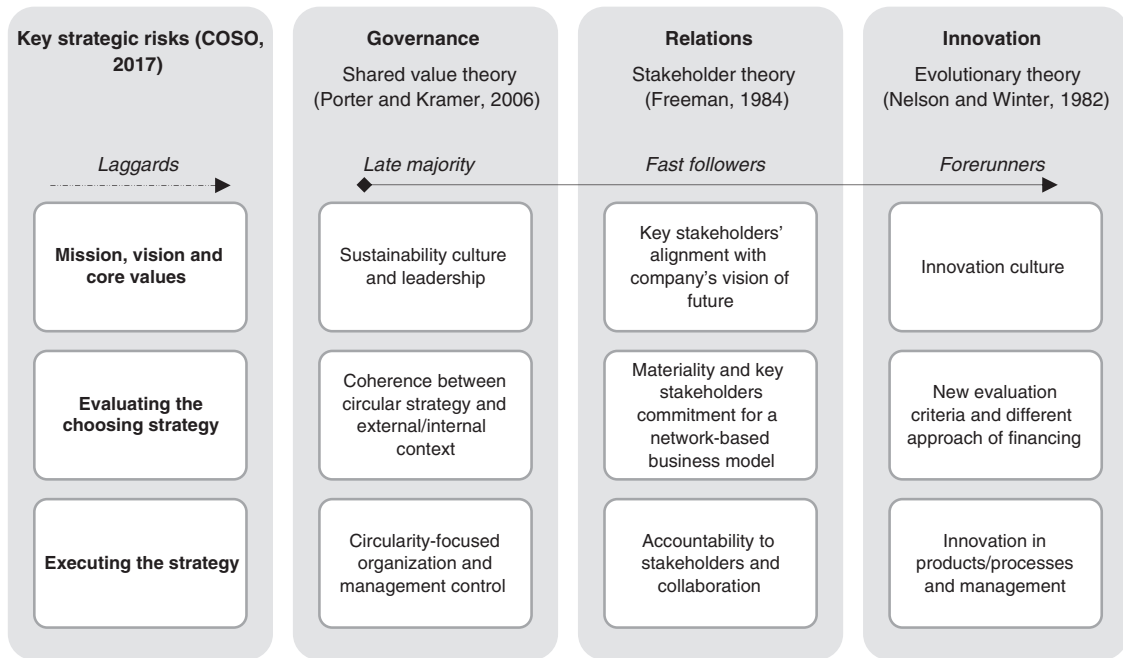 Key strategic risks (COSO,
2017)
Governance
Shared value theory
(Porter and Kramer, 2006)
Relations
Stakeholder theory
(Freeman, 1984)
Innovation
Evolutionary theory
(Nelson and Winter, 1982)
Laggards
Late majority
Fast followers
Forerunners
Mission, vision and
core values
Sustainability culture
and leadership
Key stakeholders’
alignment with
company’s vision of
future
Innovation culture
Evaluating the
choosing strategy
Coherence between
circular strategy and
external/internal
context
Materiality and key
stakeholders
commitment for a
network-based
business model
New evaluation
criteria and different
approach of financing
Executing the strategy
Circularity-focused
organization and
management control
Accountability to
stakeholders and
collaboration
Innovation in
products/processes
and management